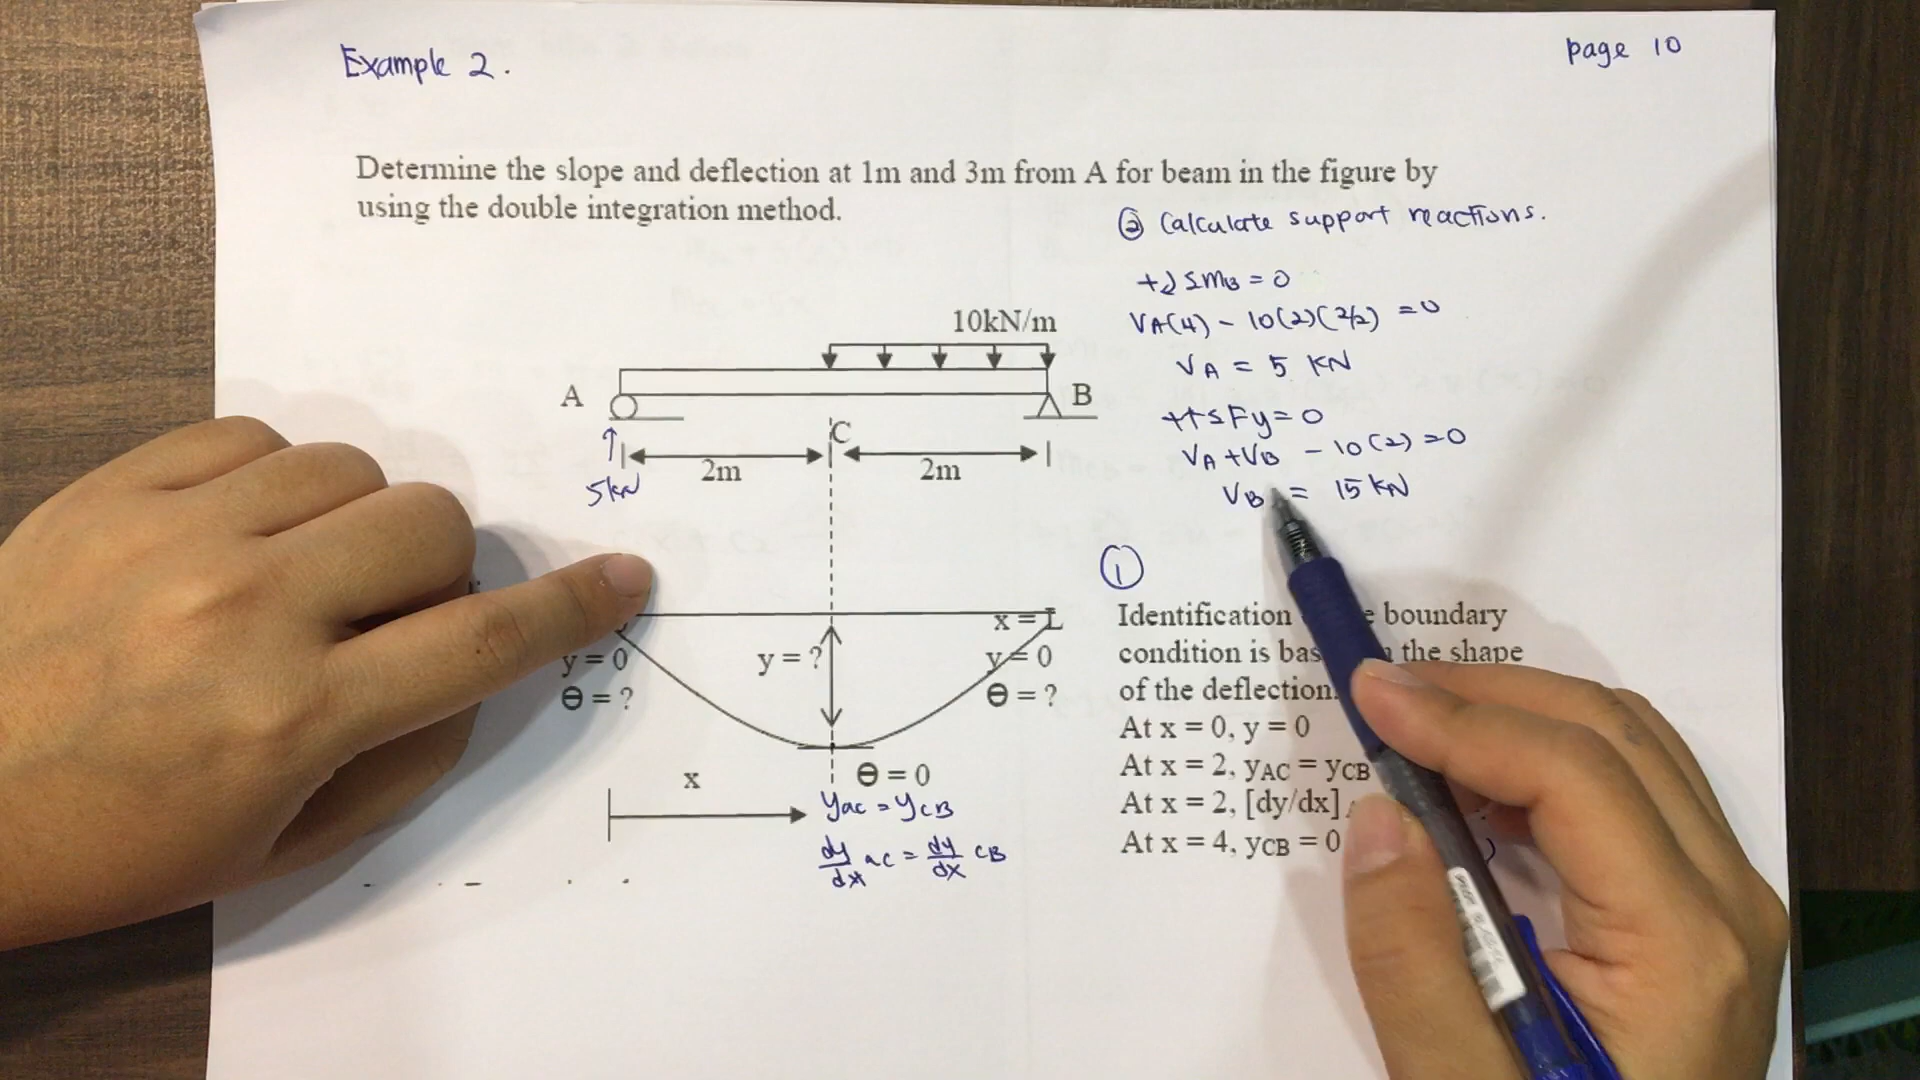 Example 2.
page 10
Determine the slope and deflection at 1m and 3m from A for beam in the figure by
using the double integration method.
② Calculate support reactions.
+↻ΣMB = 0
VA(4) - 10(2)(2/2) = 0
VA = 5 KN
+↑ΣFy = 0
VA + VB - 10(2) = 0
VB = 15 KN
10kN/m
A
B
C
2m
2m
5kN
x = L
y = 0
y = ?
y = 0
Ө = ?
Ө = ?
x
Ө = 0
yac = yCB
dy/dx ac = dy/dx CB
①
Identification boundary
condition is the shape
of the deflection.
At x = 0, y = 0
At x = 2, yAC = yCB
At x = 2, [dy/dx]
At x = 4, yCB = 0